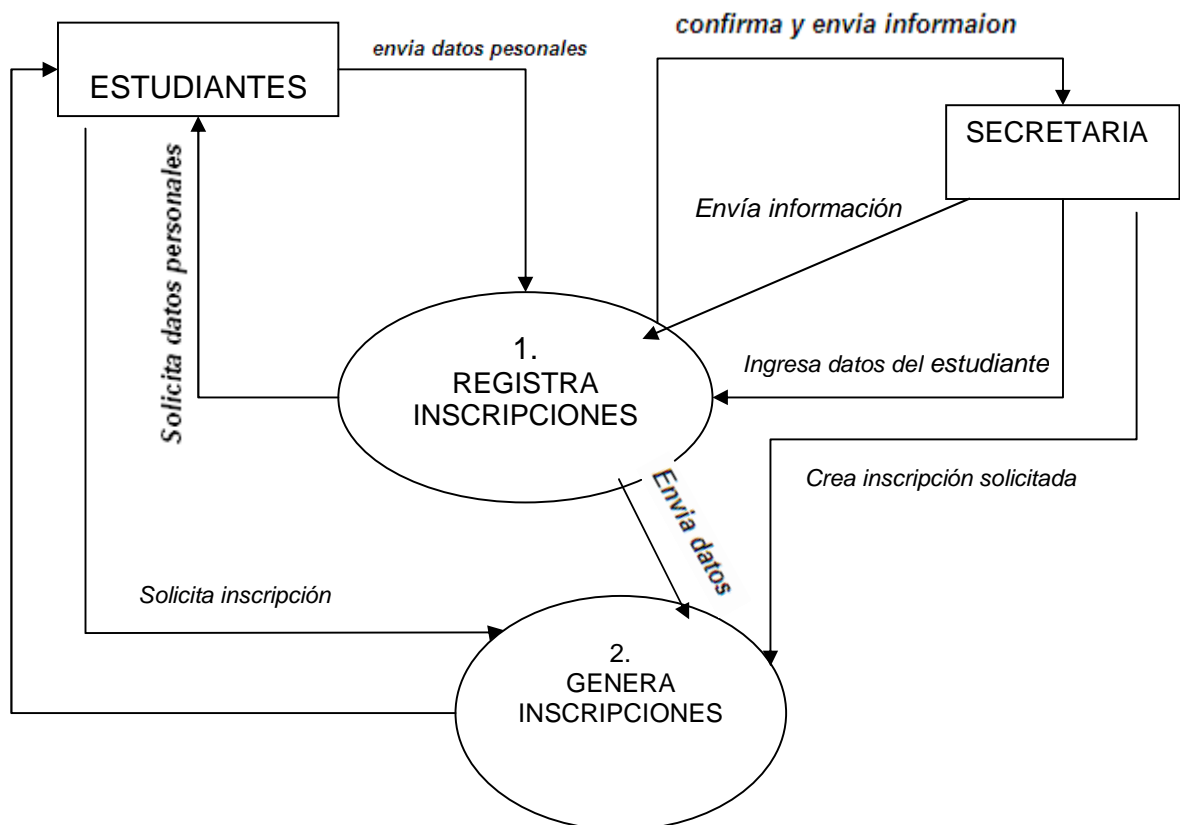 confirma y envia informaion
envia datos pesonales
ESTUDIANTES
SECRETARIA
Solicita datos personales
Envía información
1.
REGISTRA
INSCRIPCIONES
Ingresa datos del estudiante
Envia datos
Crea inscripción solicitada
Solicita inscripción
2.
GENERA
INSCRIPCIONES